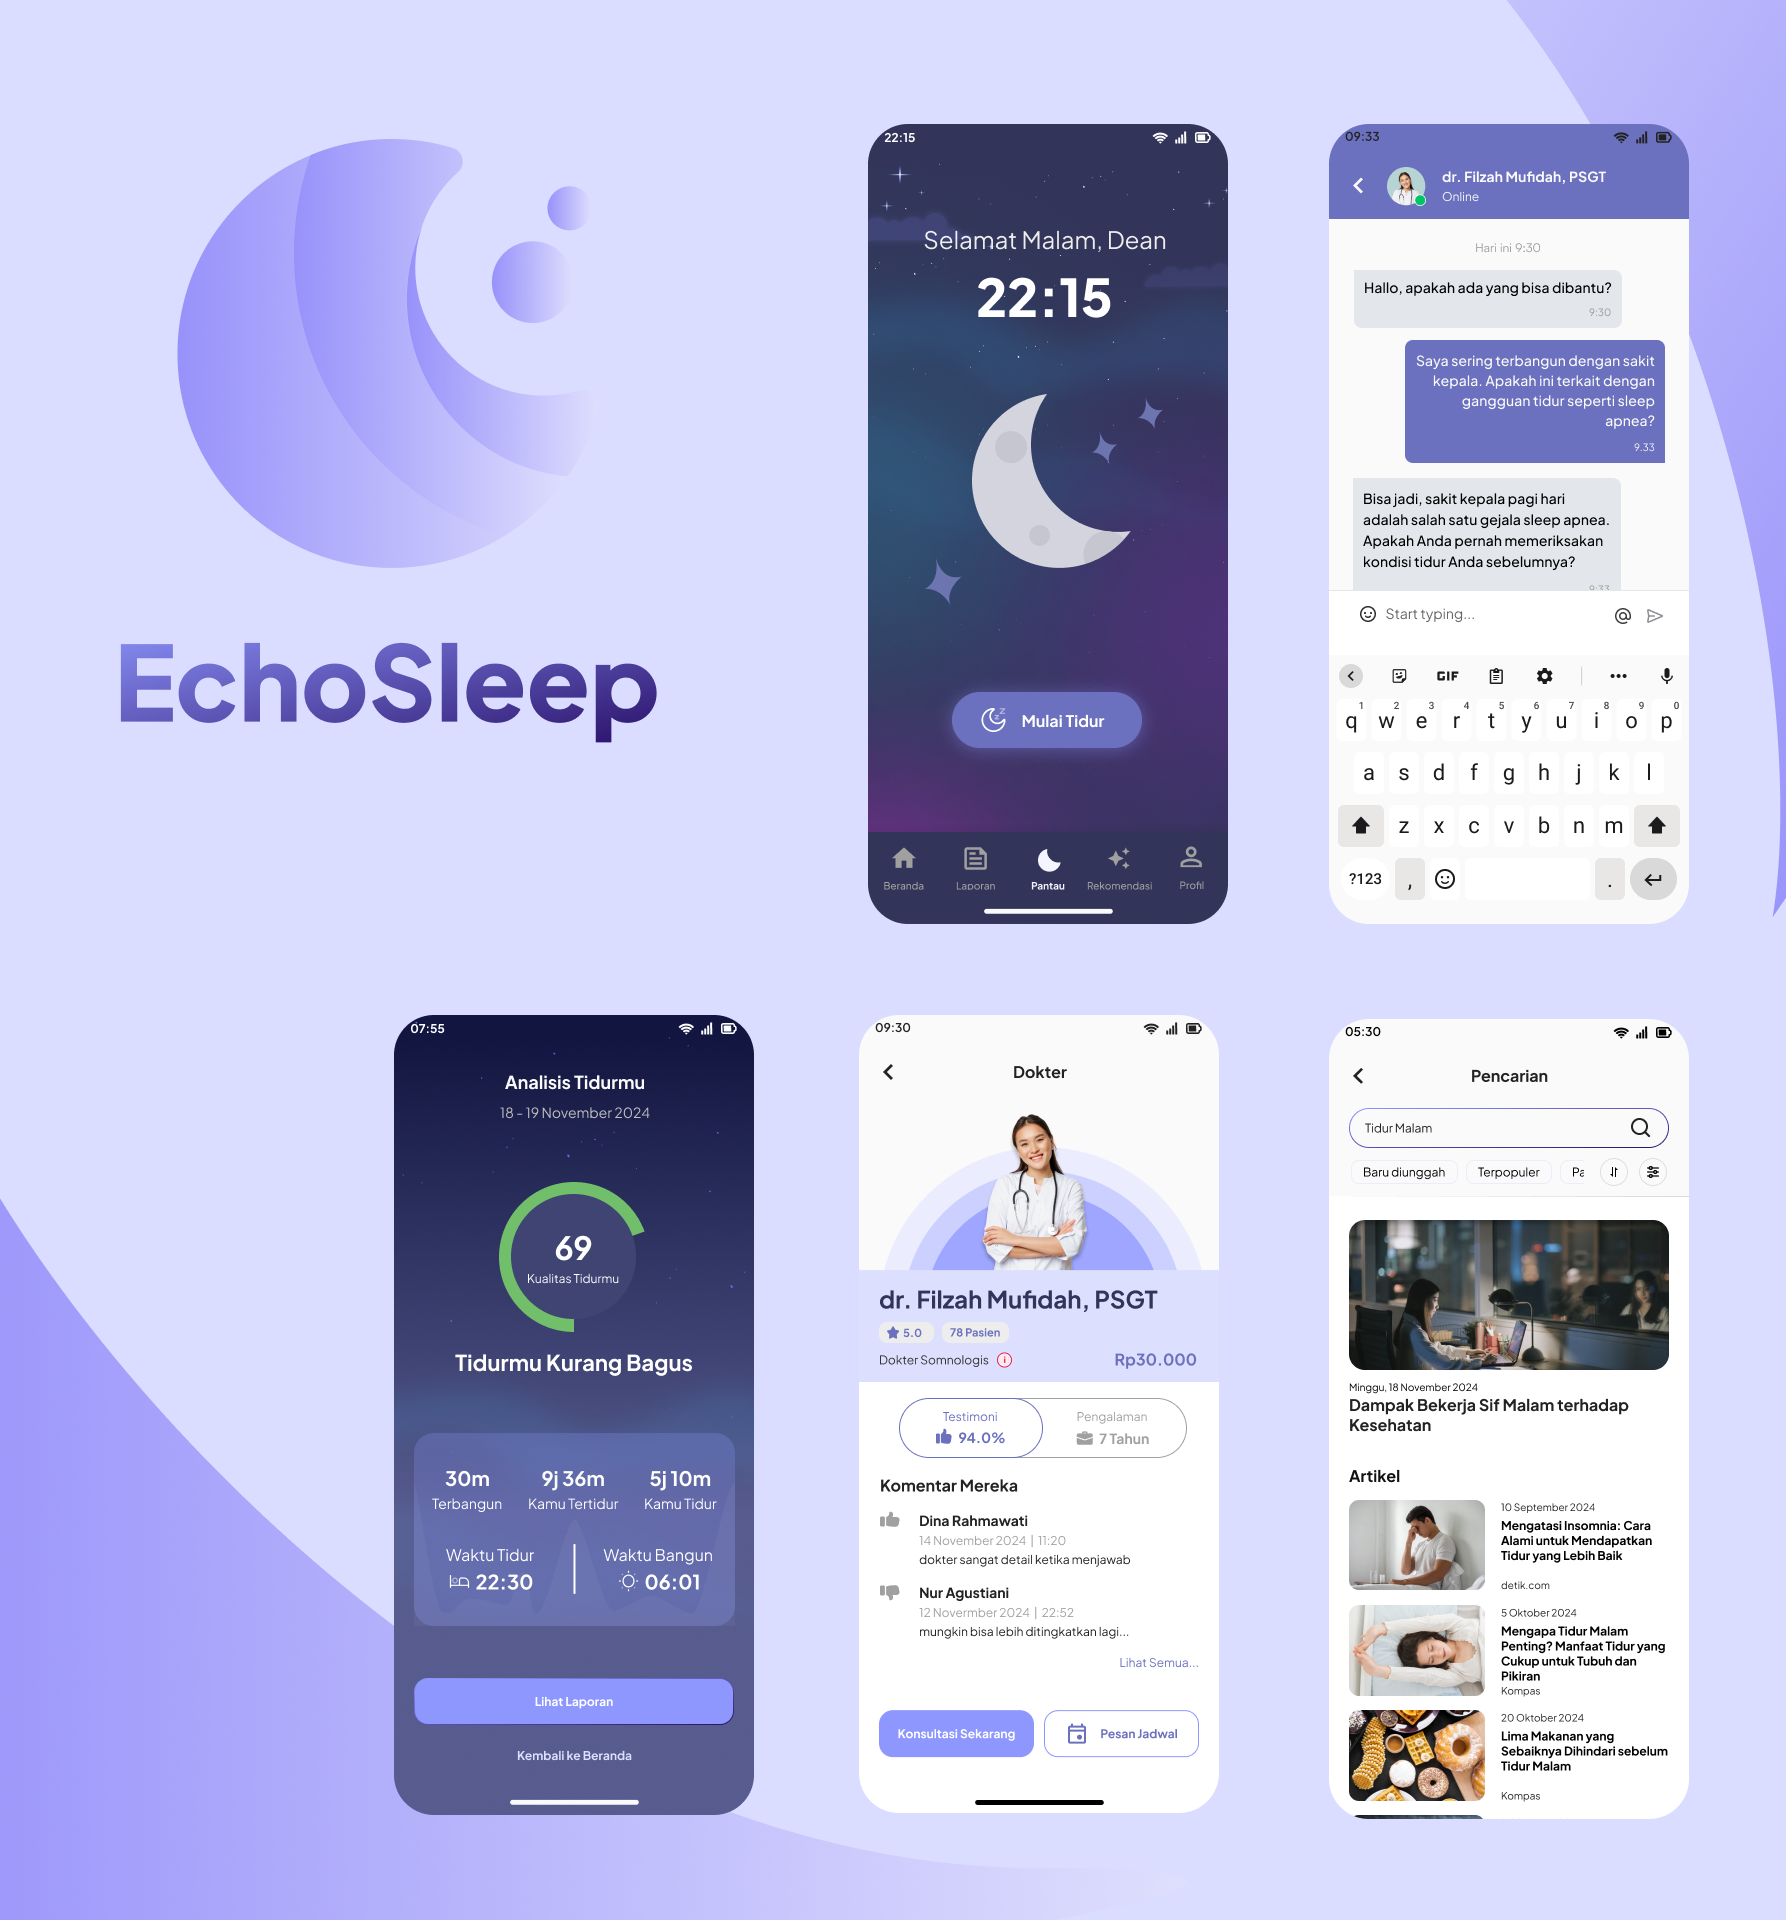 EchoSleep
22:15
Selamat Malam, Dean
22:15
Mulai Tidur
Beranda
Laporan
Pantau
Rekomendasi
Profil
09:33
dr. Filzah Mufidah, PSGT
Online
Hari ini 9:30
Hallo, apakah ada yang bisa dibantu?
9:30
Saya sering terbangun dengan sakit
kepala. Apakah ini terkait dengan
gangguan tidur seperti sleep
apnea?
9.33
Bisa jadi, sakit kepala pagi hari
adalah salah satu gejala sleep apnea.
Apakah Anda pernah memeriksakan
kondisi tidur Anda sebelumnya?
9:33
Start typing...
GIF
q1 w2 e3 r4 t5 y6 u7 i8 o9 p0
a s d f g h j k l
z x c v b n m
?123 , .
07:55
Analisis Tidurmu
18 - 19 November 2024
69
Kualitas Tidurmu
Tidurmu Kurang Bagus
30m 9j 36m 5j 10m
Terbangun Kamu Tertidur Kamu Tidur
Waktu Tidur Waktu Bangun
22:30 06:01
Lihat Laporan
Kembali ke Beranda
09:30
Dokter
dr. Filzah Mufidah, PSGT
5.0 78 Pasien
Dokter Somnologis Rp30.000
Testimoni Pengalaman
94.0% 7 Tahun
Komentar Mereka
Dina Rahmawati
14 November 2024 | 11:20
dokter sangat detail ketika menjawab
Nur Agustiani
12 Novermber 2024 | 22:52
mungkin bisa lebih ditingkatkan lagi...
Lihat Semua...
Konsultasi Sekarang
Pesan Jadwal
05:30
Pencarian
Tidur Malam
Baru diunggah Terpopuler Pa
Minggu, 18 November 2024
Dampak Bekerja Sif Malam terhadap
Kesehatan
Artikel
10 September 2024
Mengatasi Insomnia: Cara
Alami untuk Mendapatkan
Tidur yang Lebih Baik
detik.com
5 Oktober 2024
Mengapa Tidur Malam
Penting? Manfaat Tidur yang
Cukup untuk Tubuh dan
Pikiran
Kompas
20 Oktober 2024
Lima Makanan yang
Sebaiknya Dihindari sebelum
Tidur Malam
Kompas